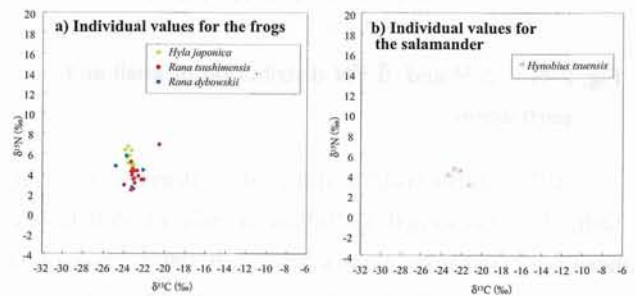 a) Individual values for the frogs
Hyla japonica
Rana tsushimensis
Rana dybowskii
20
18
16
14
12
10
8
6
4
2
0
-2
-4
δ¹⁵N (‰)
-32 -30 -28 -26 -24 -22 -20 -18 -16 -14 -12 -10 -8 -6
δ¹³C (‰)
b) Individual values for
the salamander
Hynobius tsuensis
20
18
16
14
12
10
8
6
4
2
0
-2
-4
δ¹⁵N (‰)
-32 -30 -28 -26 -24 -22 -20 -18 -16 -14 -12 -10 -8 -6
δ¹³C (‰)